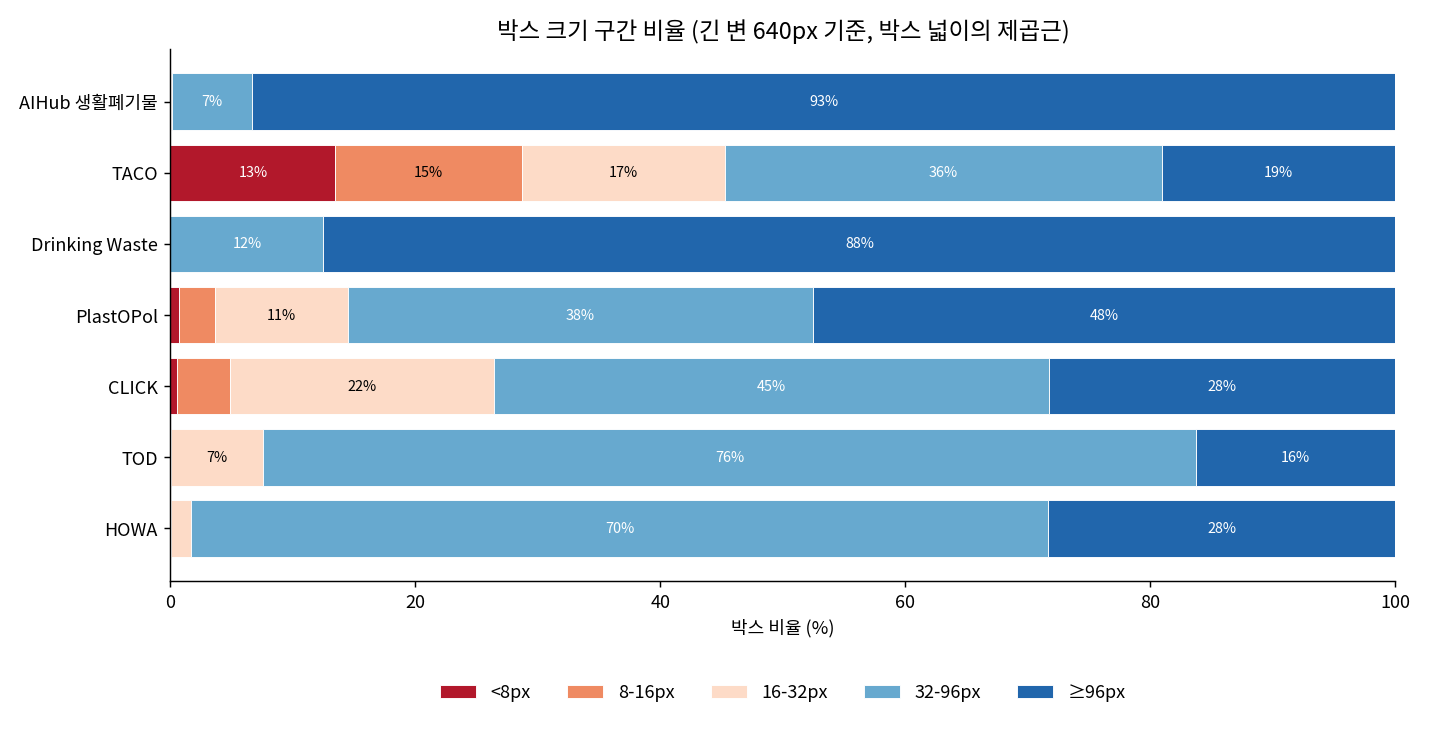 박스 크기 구간 비율 (긴 변 640px 기준, 박스 넓이의 제곱근)
AIHub 생활폐기물 7% 93%
TACO 13% 15% 17% 36% 19%
Drinking Waste 12% 88%
PlastOPol 11% 38% 48%
CLICK 22% 45% 28%
TOD 7% 76% 16%
HOWA 70% 28%
0 20 40 60 80 100
박스 비율 (%)
<8px 8-16px 16-32px 32-96px ≥96px